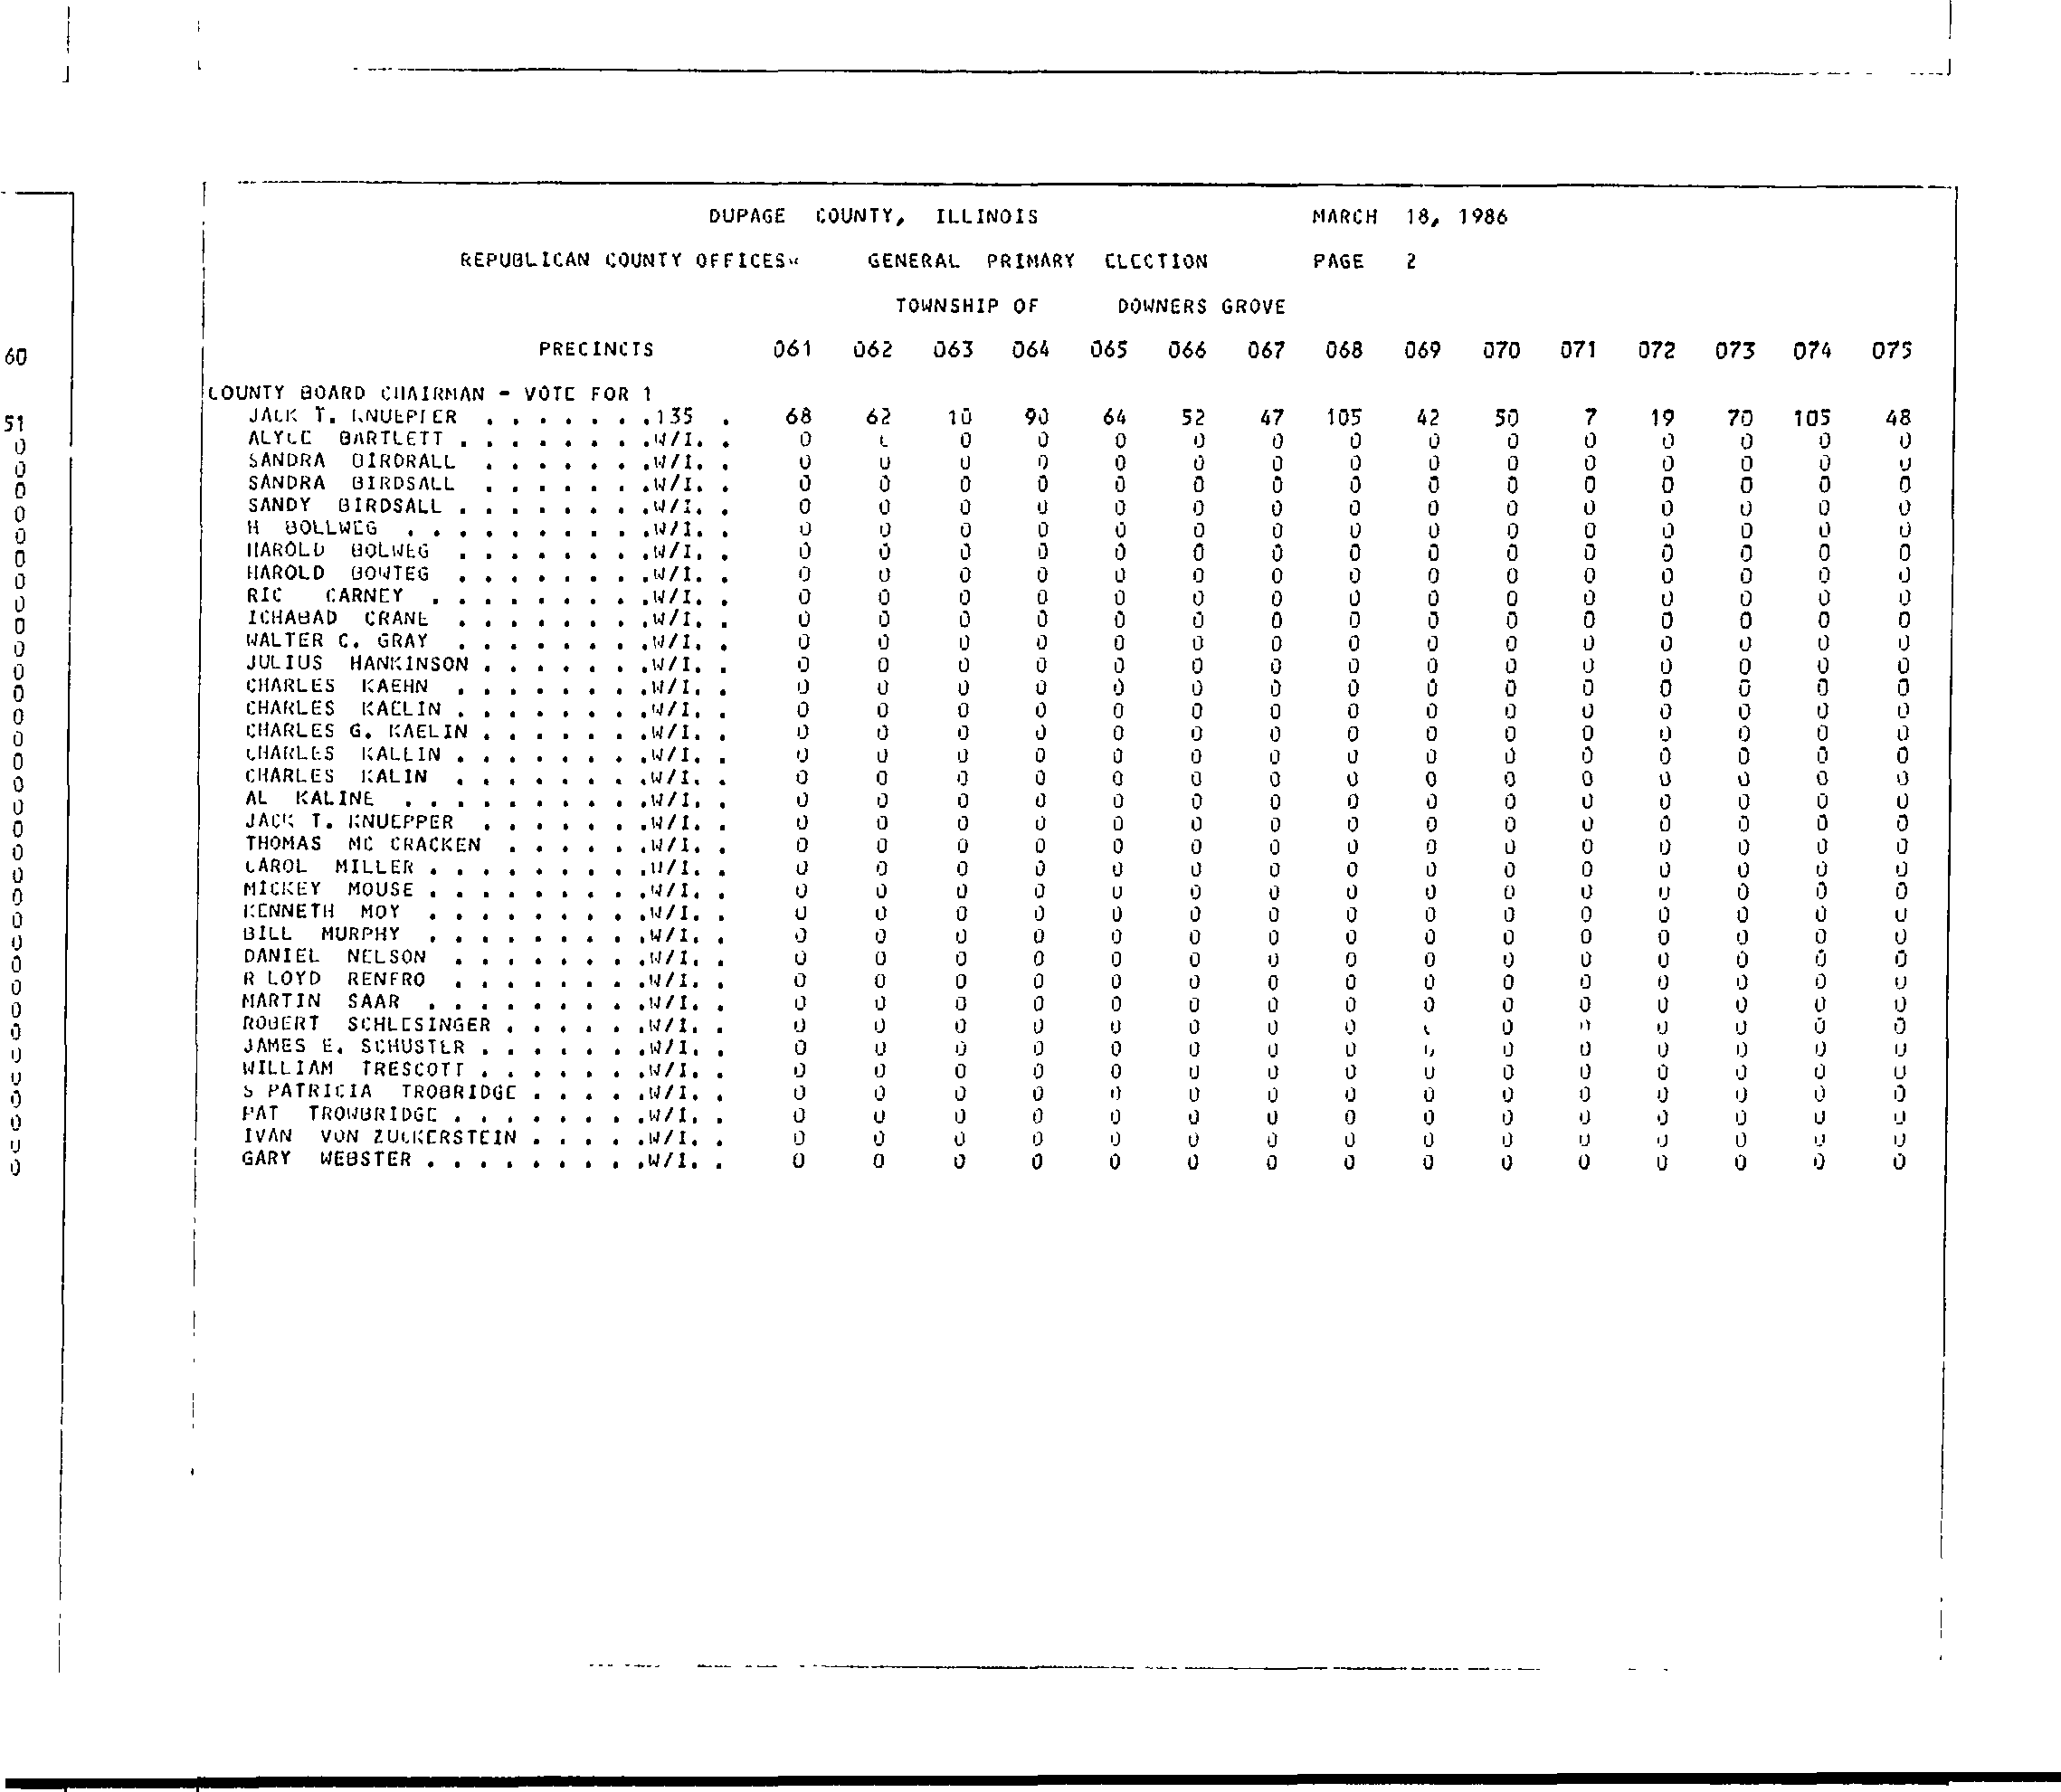 DUPAGE COUNTY, ILLINOIS MARCH 18, 1986
REPUBLICAN COUNTY OFFICES GENERAL PRIMARY ELECTION PAGE 2
TOWNSHIP OF DOWNERS GROVE
60 PRECINCTS 061 062 063 064 065 066 067 068 069 070 071 072 073 074 075
COUNTY BOARD CHAIRMAN - VOTE FOR 1
51 JACK T. KNUEPFER . . . . . . .135 . 68 62 10 90 64 52 47 105 42 50 7 19 70 105 48
0 ALYCE BARTLETT . . . . . . . .W/I. . 0 0 0 0 0 0 0 0 0 0 0 0 0 0
0 SANDRA BIRDRALL . . . . . . .W/I. . 0 0 0 0 0 0 0 0 0 0 0 0 0 0 0
0 SANDRA BIRDSALL . . . . . . .W/I. . 0 0 0 0 0 0 0 0 0 0 0 0 0 0 0
0 SANDY BIRDSALL . . . . . . . .W/I. . 0 0 0 0 0 0 0 0 0 0 0 0 0 0 0
0 H BOLLWEG . . . . . . . . . .W/I. . 0 0 0 0 0 0 0 0 0 0 0 0 0 0 0
0 HAROLD BOLWEG . . . . . . . .W/I. . 0 0 0 0 0 0 0 0 0 0 0 0 0 0 0
0 HAROLD BOWTEG . . . . . . . .W/I. . 0 0 0 0 0 0 0 0 0 0 0 0 0 0 0
0 RIC CARNEY . . . . . . . . .W/I. . 0 0 0 0 0 0 0 0 0 0 0 0 0 0 0
0 ICHABAD CRANE . . . . . . . .W/I. . 0 0 0 0 0 0 0 0 0 0 0 0 0 0 0
0 WALTER C. GRAY . . . . . . . .W/I. . 0 0 0 0 0 0 0 0 0 0 0 0 0 0 0
0 JULIUS HANKINSON . . . . . . .W/I. . 0 0 0 0 0 0 0 0 0 0 0 0 0 0 0
0 CHARLES KAEHN . . . . . . . .W/I. . 0 0 0 0 0 0 0 0 0 0 0 0 0 0 0
0 CHARLES KAELIN . . . . . . . .W/I. . 0 0 0 0 0 0 0 0 0 0 0 0 0 0 0
0 CHARLES G. KAELIN . . . . . . .W/I. . 0 0 0 0 0 0 0 0 0 0 0 0 0 0 0
0 CHARLES KALLIN . . . . . . . .W/I. . 0 0 0 0 0 0 0 0 0 0 0 0 0 0 0
0 CHARLES KALIN . . . . . . . .W/I. . 0 0 0 0 0 0 0 0 0 0 0 0 0 0 0
0 AL KALINE . . . . . . . . . .W/I. . 0 0 0 0 0 0 0 0 0 0 0 0 0 0 0
0 JACK T. KNUEPPER . . . . . . .W/I. . 0 0 0 0 0 0 0 0 0 0 0 0 0 0 0
0 THOMAS MC CRACKEN . . . . . .W/I. . 0 0 0 0 0 0 0 0 0 0 0 0 0 0 0
0 CAROL MILLER . . . . . . . . .W/I. . 0 0 0 0 0 0 0 0 0 0 0 0 0 0 0
0 MICKEY MOUSE . . . . . . . . .W/I. . 0 0 0 0 0 0 0 0 0 0 0 0 0 0 0
0 KENNETH MOY . . . . . . . . .W/I. . 0 0 0 0 0 0 0 0 0 0 0 0 0 0 0
0 BILL MURPHY . . . . . . . . .W/I. . 0 0 0 0 0 0 0 0 0 0 0 0 0 0 0
0 DANIEL NELSON . . . . . . . .W/I. . 0 0 0 0 0 0 0 0 0 0 0 0 0 0 0
0 R LOYD RENFRO . . . . . . . .W/I. . 0 0 0 0 0 0 0 0 0 0 0 0 0 0 0
0 MARTIN SAAR . . . . . . . . .W/I. . 0 0 0 0 0 0 0 0 0 0 0 0 0 0 0
0 ROBERT SCHLESINGER . . . . . .W/I. . 0 0 0 0 0 0 0 0 0 0 0 0 0
0 JAMES E. SCHUSTER . . . . . . .W/I. . 0 0 0 0 0 0 0 0 0 0 0 0 0 0
0 WILLIAM TRESCOTT . . . . . . .W/I. . 0 0 0 0 0 0 0 0 0 0 0 0 0 0 0
0 S PATRICIA TROBRIDGE . . . . .W/I. . 0 0 0 0 0 0 0 0 0 0 0 0 0 0 0
0 PAT TROWBRIDGE . . . . . . . .W/I. . 0 0 0 0 0 0 0 0 0 0 0 0 0 0 0
0 IVAN VON ZUCKERSTEIN . . . . .W/I. . 0 0 0 0 0 0 0 0 0 0 0 0 0 0 0
0 GARY WEBSTER . . . . . . . . .W/I. . 0 0 0 0 0 0 0 0 0 0 0 0 0 0 0